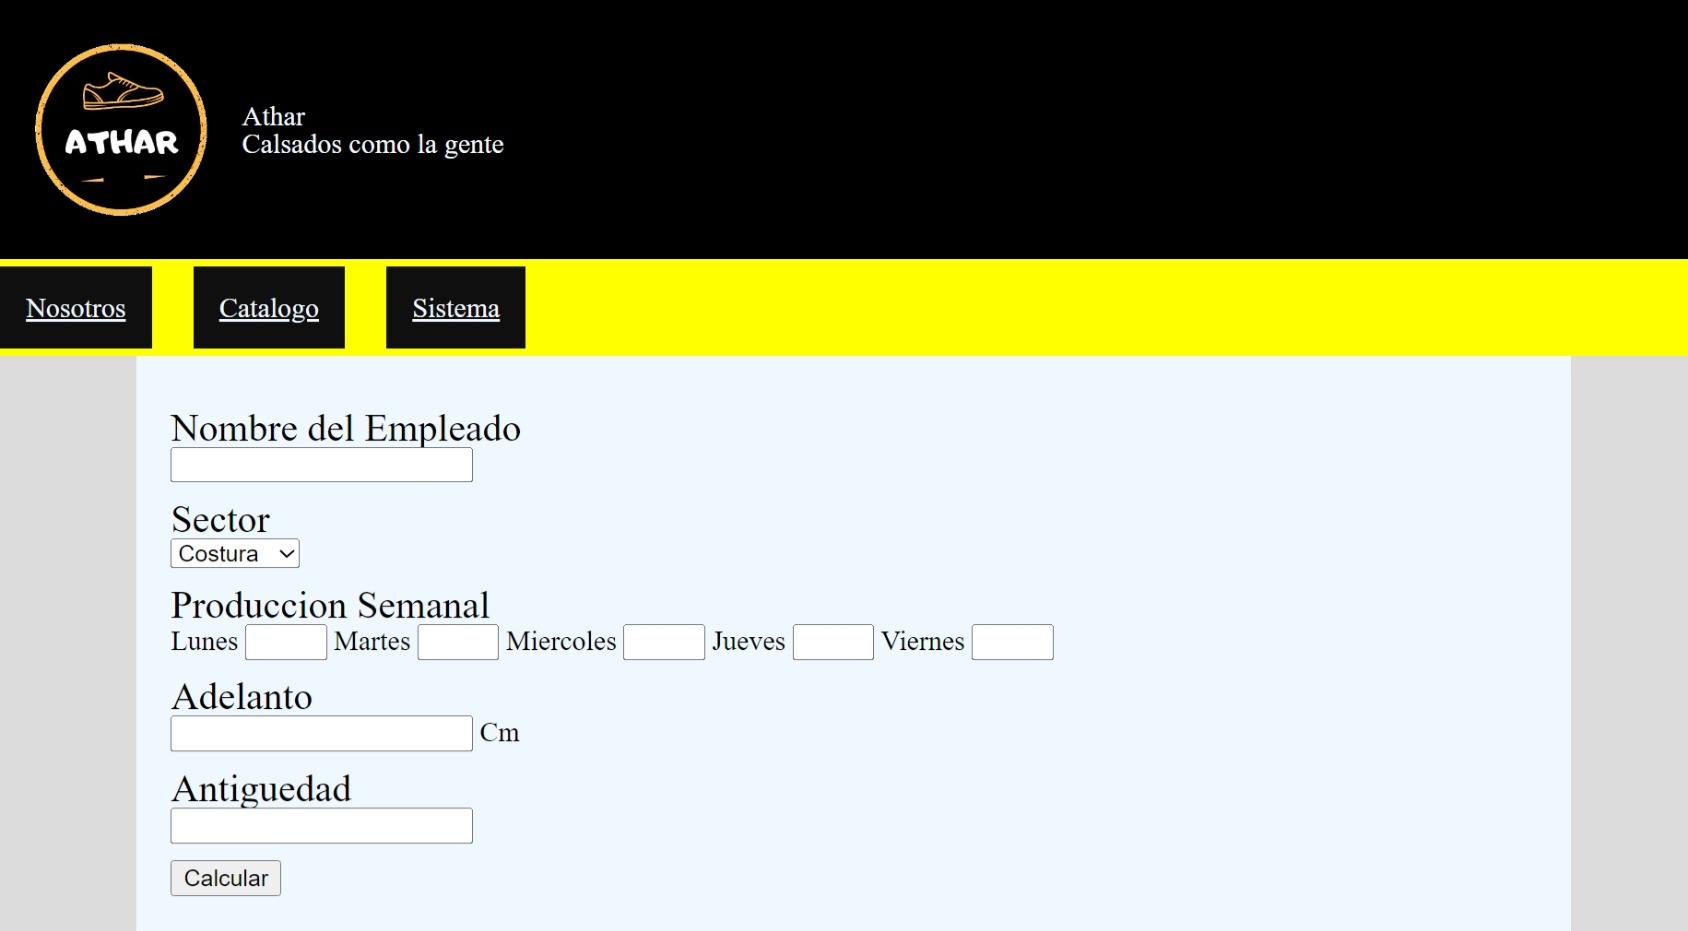 ATHAR
Athar
Calsados como la gente
Nosotros Catalogo Sistema
Nombre del Empleado
Sector
Costura
Produccion Semanal
Lunes Martes Miercoles Jueves Viernes
Adelanto
Cm
Antiguedad
Calcular